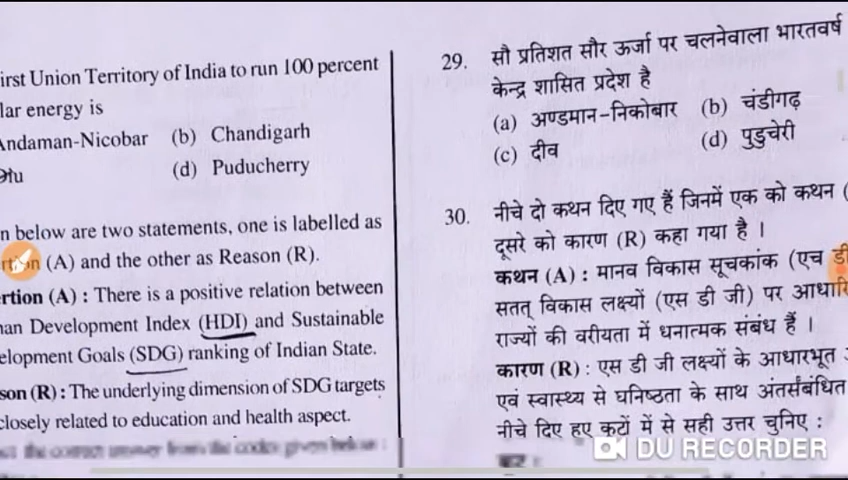 irst Union Territory of India to run 100 percent
lar energy is
Andaman-Nicobar (b) Chandigarh
(d) Puducherry
n below are two statements, one is labelled as
(A) and the other as Reason (R).
ertion (A) : There is a positive relation between
nan Development Index (HDI) and Sustainable
elopment Goals (SDG) ranking of Indian State.
son (R) : The underlying dimension of SDG targets
closely related to education and health aspect.
29. सौ प्रतिशत सौर ऊर्जा पर चलनेवाला भारतवर्ष
केन्द्र शासित प्रदेश है
(a) अण्डमान-निकोबार (b) चंडीगढ़
(c) दीव (d) पुडुचेरी
30. नीचे दो कथन दिए गए हैं जिनमें एक को कथन (
दूसरे को कारण (R) कहा गया है ।
कथन (A) : मानव विकास सूचकांक (एच डी
सतत् विकास लक्ष्यों (एस डी जी) पर आधारि
राज्यों की वरीयता में धनात्मक संबंध हैं ।
कारण (R) : एस डी जी लक्ष्यों के आधारभूत
एवं स्वास्थ्य से घनिष्ठता के साथ अंतर्संबंधित
नीचे दिए हुए कूटों में से सही उत्तर चुनिए :
DU RECORDER